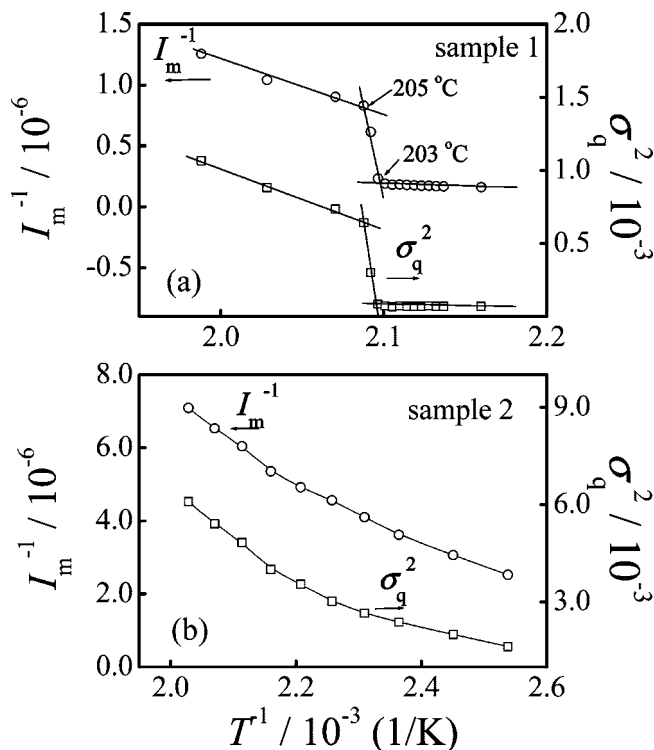 sample 1
I_m^{-1}
205 °C
203 °C
σ_q^2
(a)
1.5
1.0
0.5
0.0
-0.5
I_m^{-1} / 10^{-6}
2.0
1.5
1.0
0.5
σ_q^2 / 10^{-3}
2.0
2.1
2.2
sample 2
I_m^{-1}
σ_q^2
(b)
8.0
6.0
4.0
2.0
0.0
I_m^{-1} / 10^{-6}
9.0
6.0
3.0
σ_q^2 / 10^{-3}
2.0
2.2
2.4
2.6
T^{-1} / 10^{-3} (1/K)